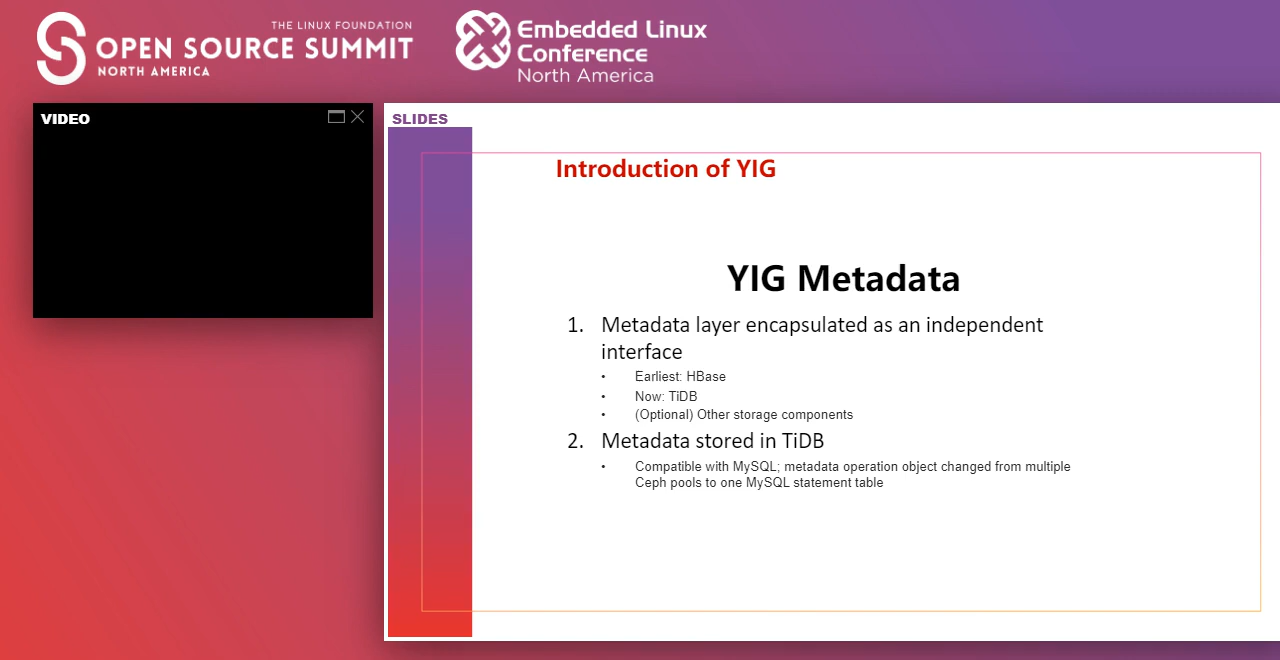 THE LINUX FOUNDATION
OPEN SOURCE SUMMIT
NORTH AMERICA
Embedded Linux
Conference
North America
VIDEO
SLIDES
Introduction of YIG
YIG Metadata
1. Metadata layer encapsulated as an independent
interface
• Earliest: HBase
• Now: TiDB
• (Optional) Other storage components
2. Metadata stored in TiDB
• Compatible with MySQL; metadata operation object changed from multiple
Ceph pools to one MySQL statement table